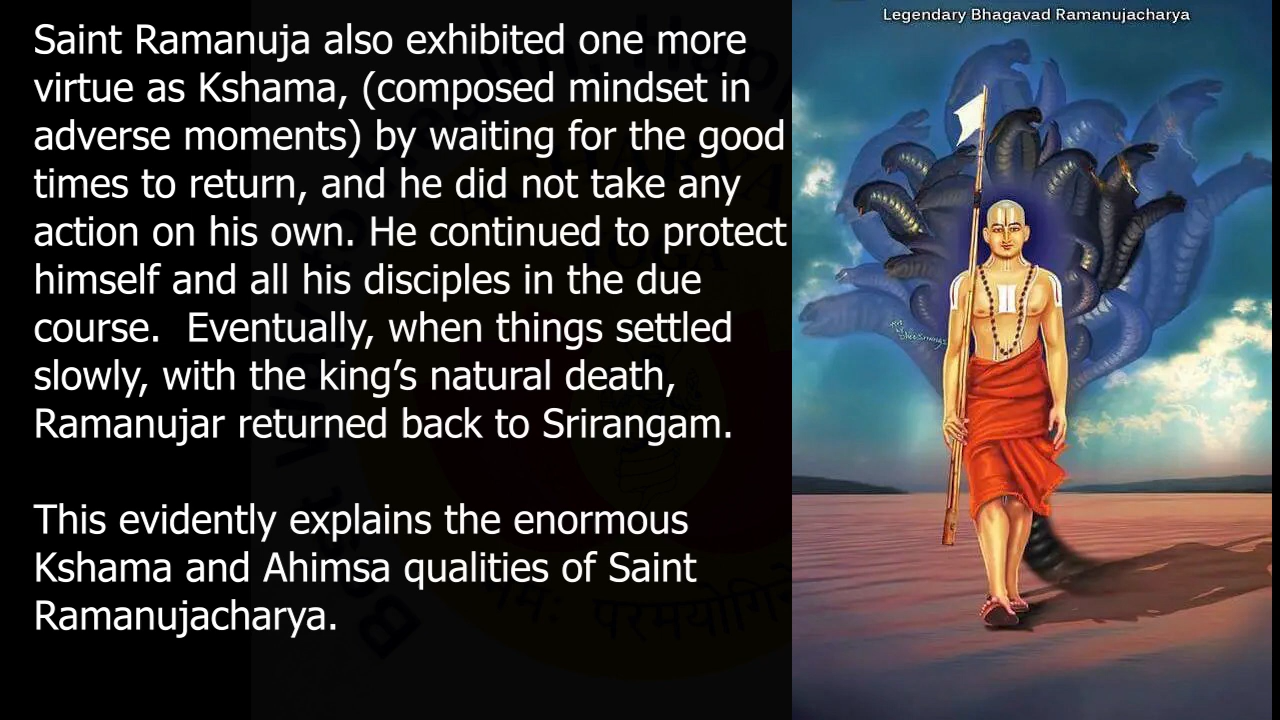 Legendary Bhagavad Ramanujacharya
Saint Ramanuja also exhibited one more
virtue as Kshama, (composed mindset in
adverse moments) by waiting for the good
times to return, and he did not take any
action on his own. He continued to protect
himself and all his disciples in the due
course.  Eventually, when things settled
slowly, with the king’s natural death,
Ramanujar returned back to Srirangam.
This evidently explains the enormous
Kshama and Ahimsa qualities of Saint
Ramanujacharya.